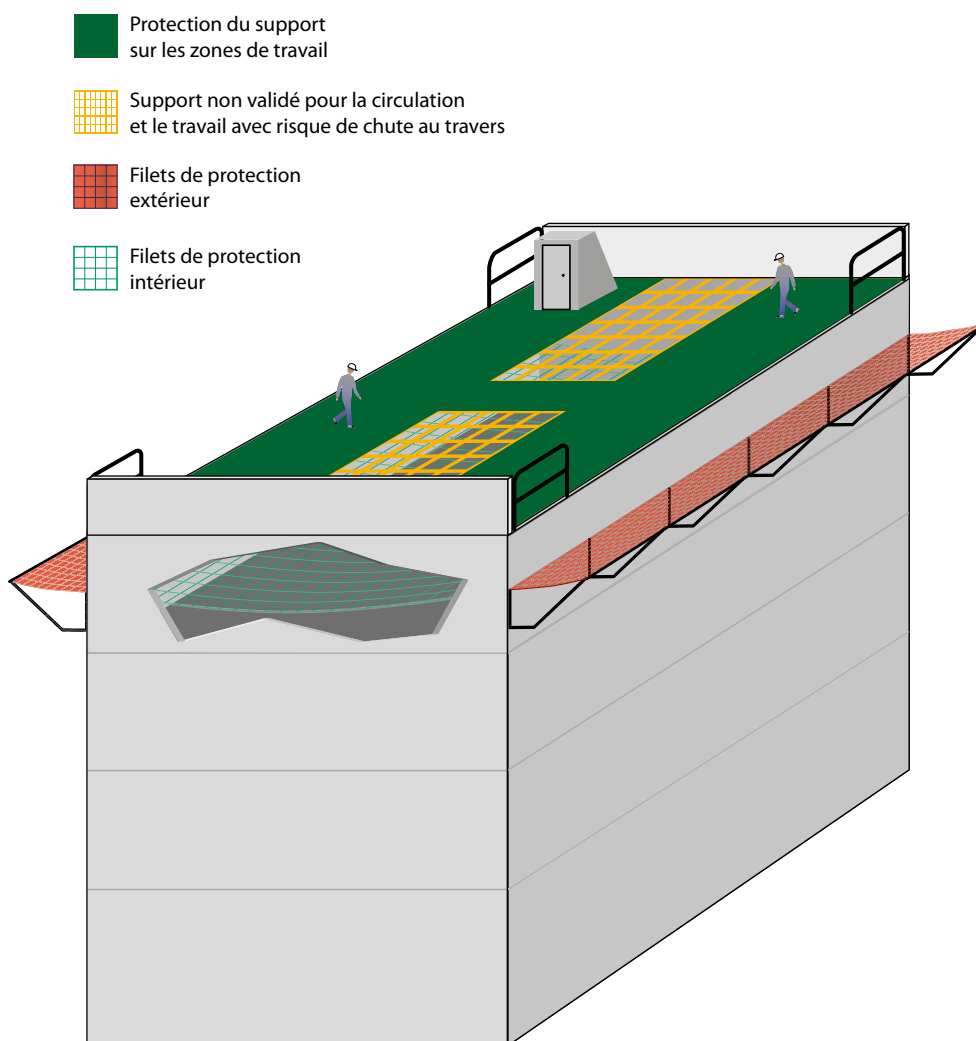 Protection du support
sur les zones de travail
Support non validé pour la circulation
et le travail avec risque de chute au travers
Filets de protection
extérieur
Filets de protection
intérieur